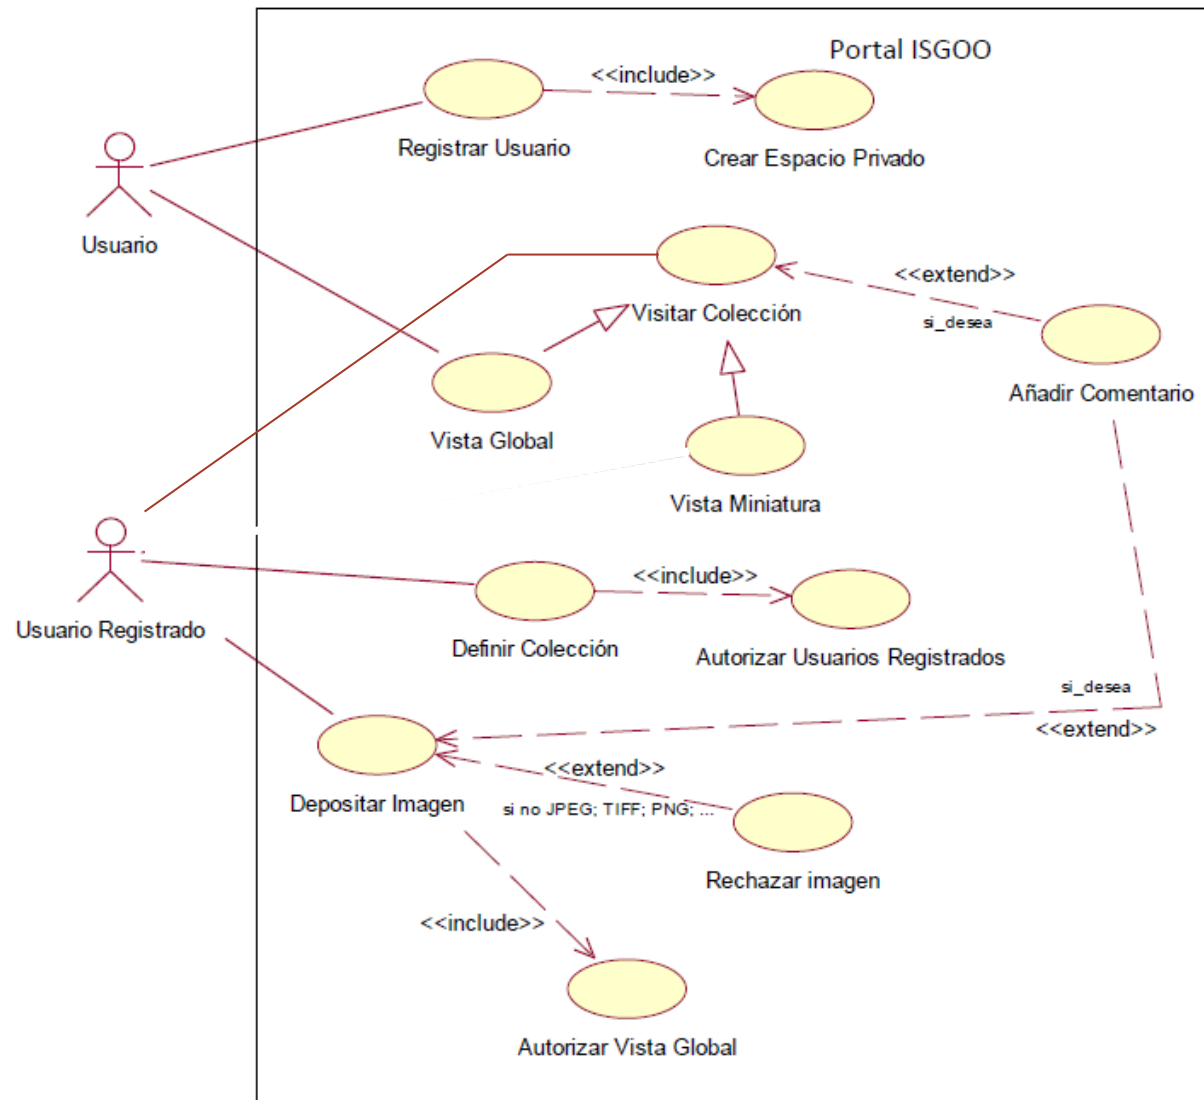 Portal ISGOO
<<include>>
Registrar Usuario
Crear Espacio Privado
Usuario
<<extend>>
si_desea
Visitar Colección
Añadir Comentario
Vista Global
Vista Miniatura
<<include>>
Usuario Registrado
Definir Colección
Autorizar Usuarios Registrados
si_desea
<<extend>>
<<extend>>
si no JPEG; TIFF; PNG; ...
Depositar Imagen
Rechazar imagen
<<include>>
Autorizar Vista Global